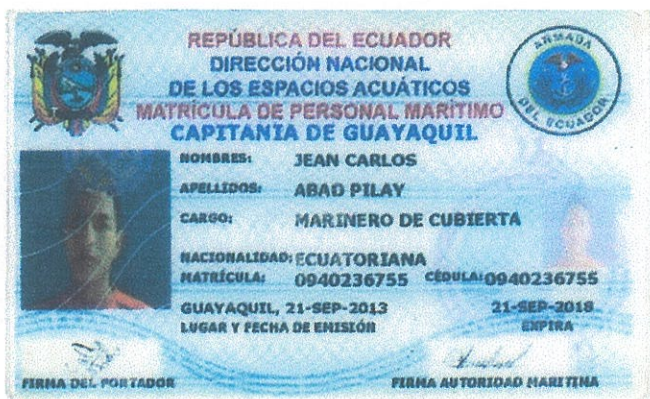 REPÚBLICA DEL ECUADOR
DIRECCIÓN NACIONAL
DE LOS ESPACIOS ACUÁTICOS
MATRÍCULA DE PERSONAL MARÍTIMO
CAPITANÍA DE GUAYAQUIL
ARMADA DEL ECUADOR
NOMBRES: JEAN CARLOS
APELLIDOS: ABAD PILAY
CARGO: MARINERO DE CUBIERTA
NACIONALIDAD: ECUATORIANA
MATRÍCULA: 0940236755 CÉDULA: 0940236755
GUAYAQUIL, 21-SEP-2013 21-SEP-2018
LUGAR Y FECHA DE EMISIÓN EXPIRA
FIRMA DEL PORTADOR FIRMA AUTORIDAD MARITIMA